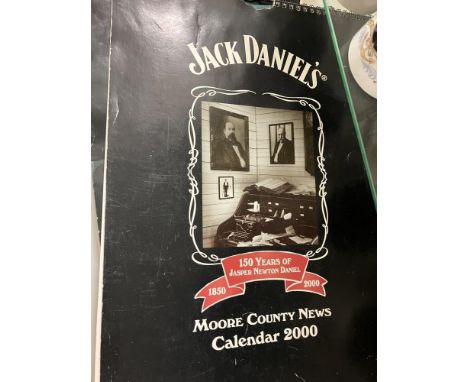 JACK DANIEL'S®
150 YEARS OF
JASPER NEWTON DANIEL
1850 2000
MOORE COUNTY NEWS
Calendar 2000